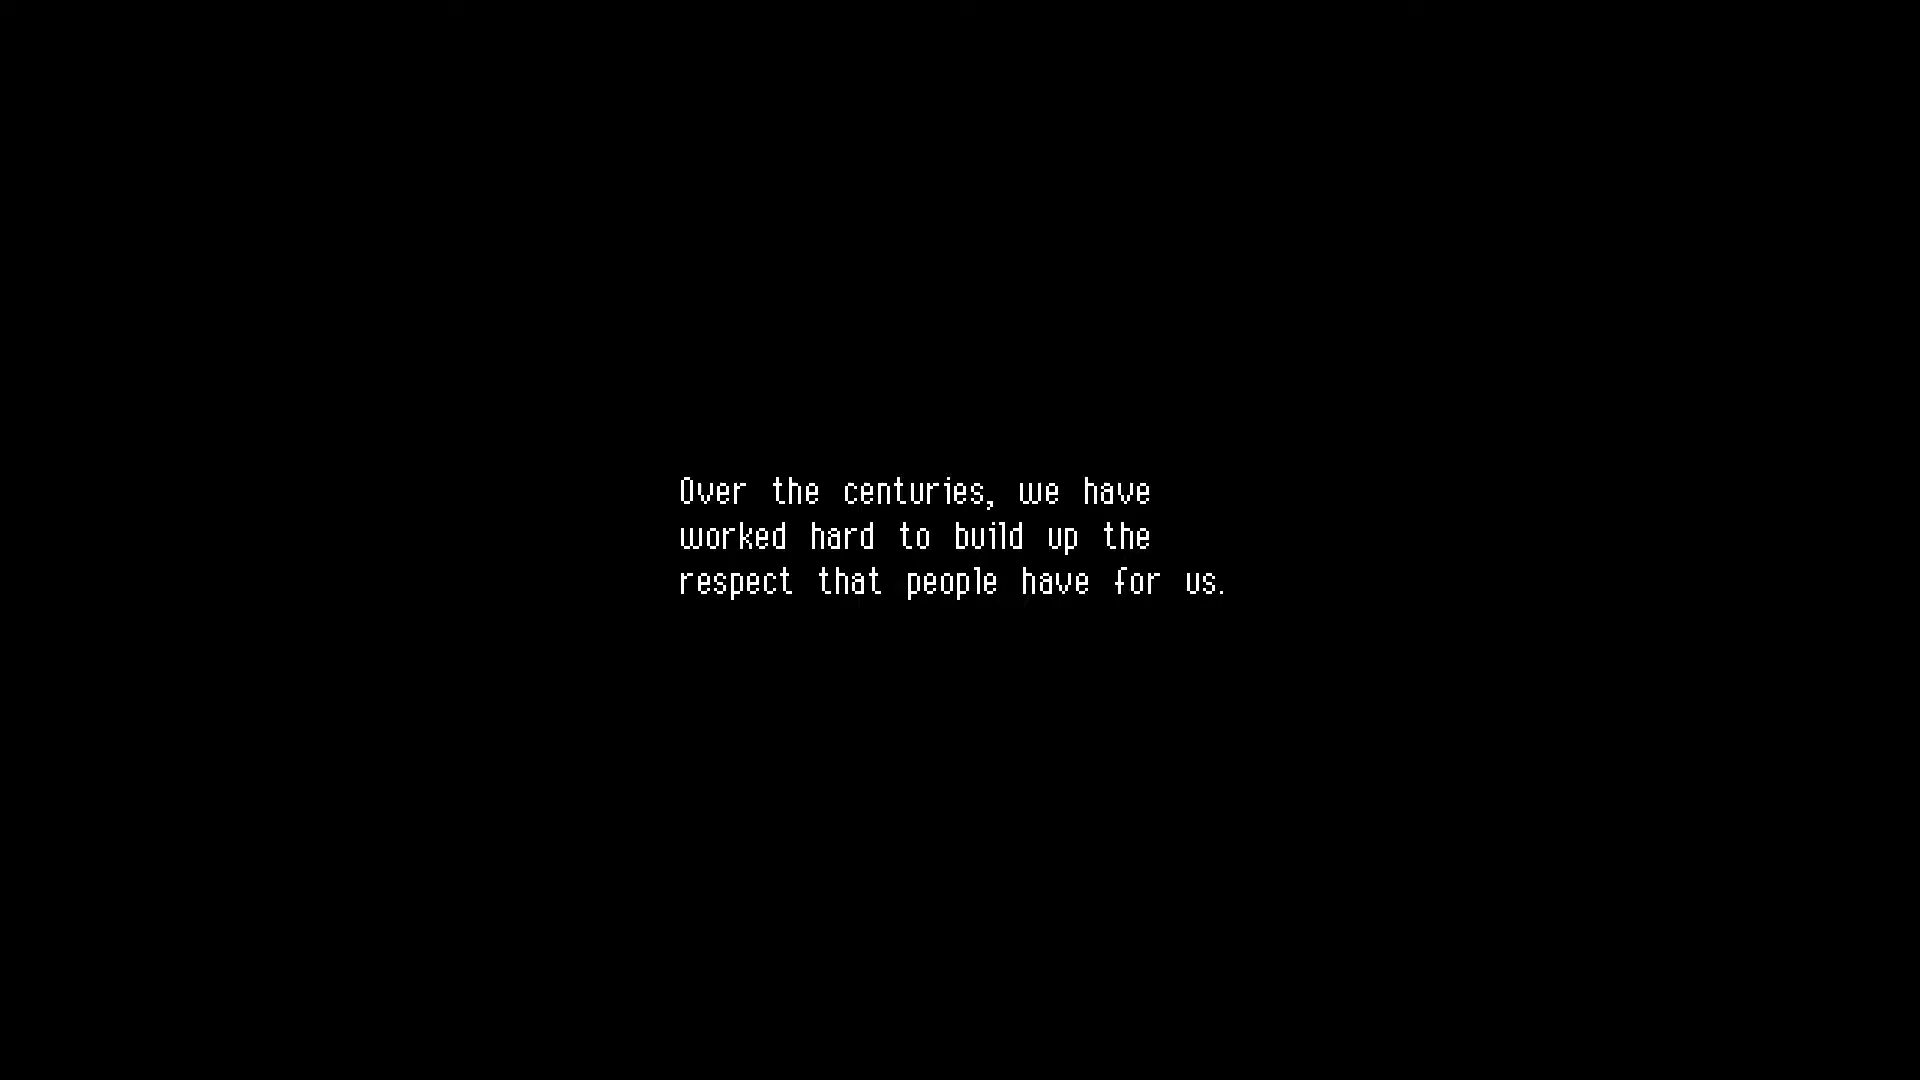 Over the centuries, we have
worked hard to build up the
respect that people have for us.